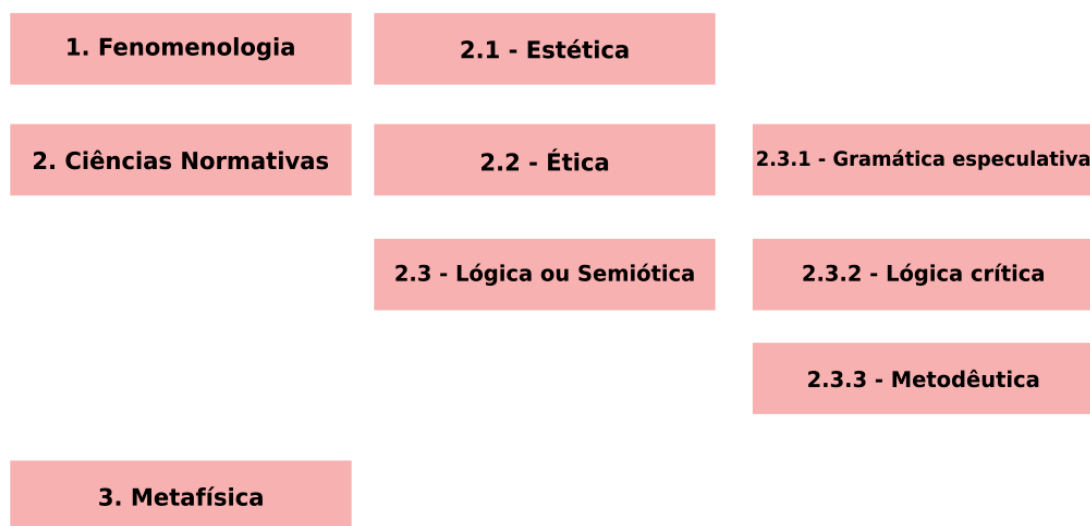 1. Fenomenologia
2.1 - Estética
2. Ciências Normativas
2.2 - Ética
2.3.1 - Gramática especulativa
2.3 - Lógica ou Semiótica
2.3.2 - Lógica crítica
2.3.3 - Metodêutica
3. Metafísica